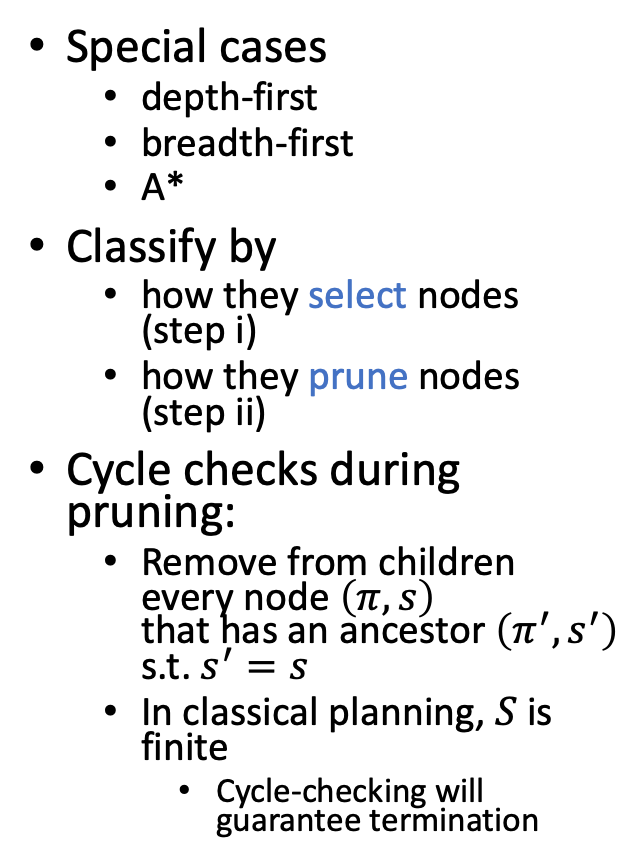 • Special cases
• depth-first
• breadth-first
• A*
• Classify by
• how they select nodes
(step i)
• how they prune nodes
(step ii)
• Cycle checks during
pruning:
• Remove from children
every node (π, s)
that has an ancestor (π′, s′)
s.t. s′ = s
• In classical planning, S is
finite
• Cycle-checking will
guarantee termination